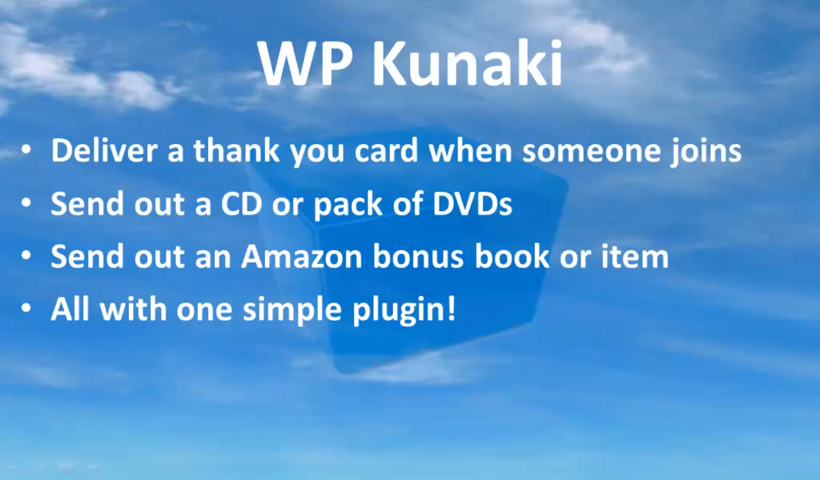 WP Kunaki
• Deliver a thank you card when someone joins
• Send out a CD or pack of DVDs
• Send out an Amazon bonus book or item
• All with one simple plugin!